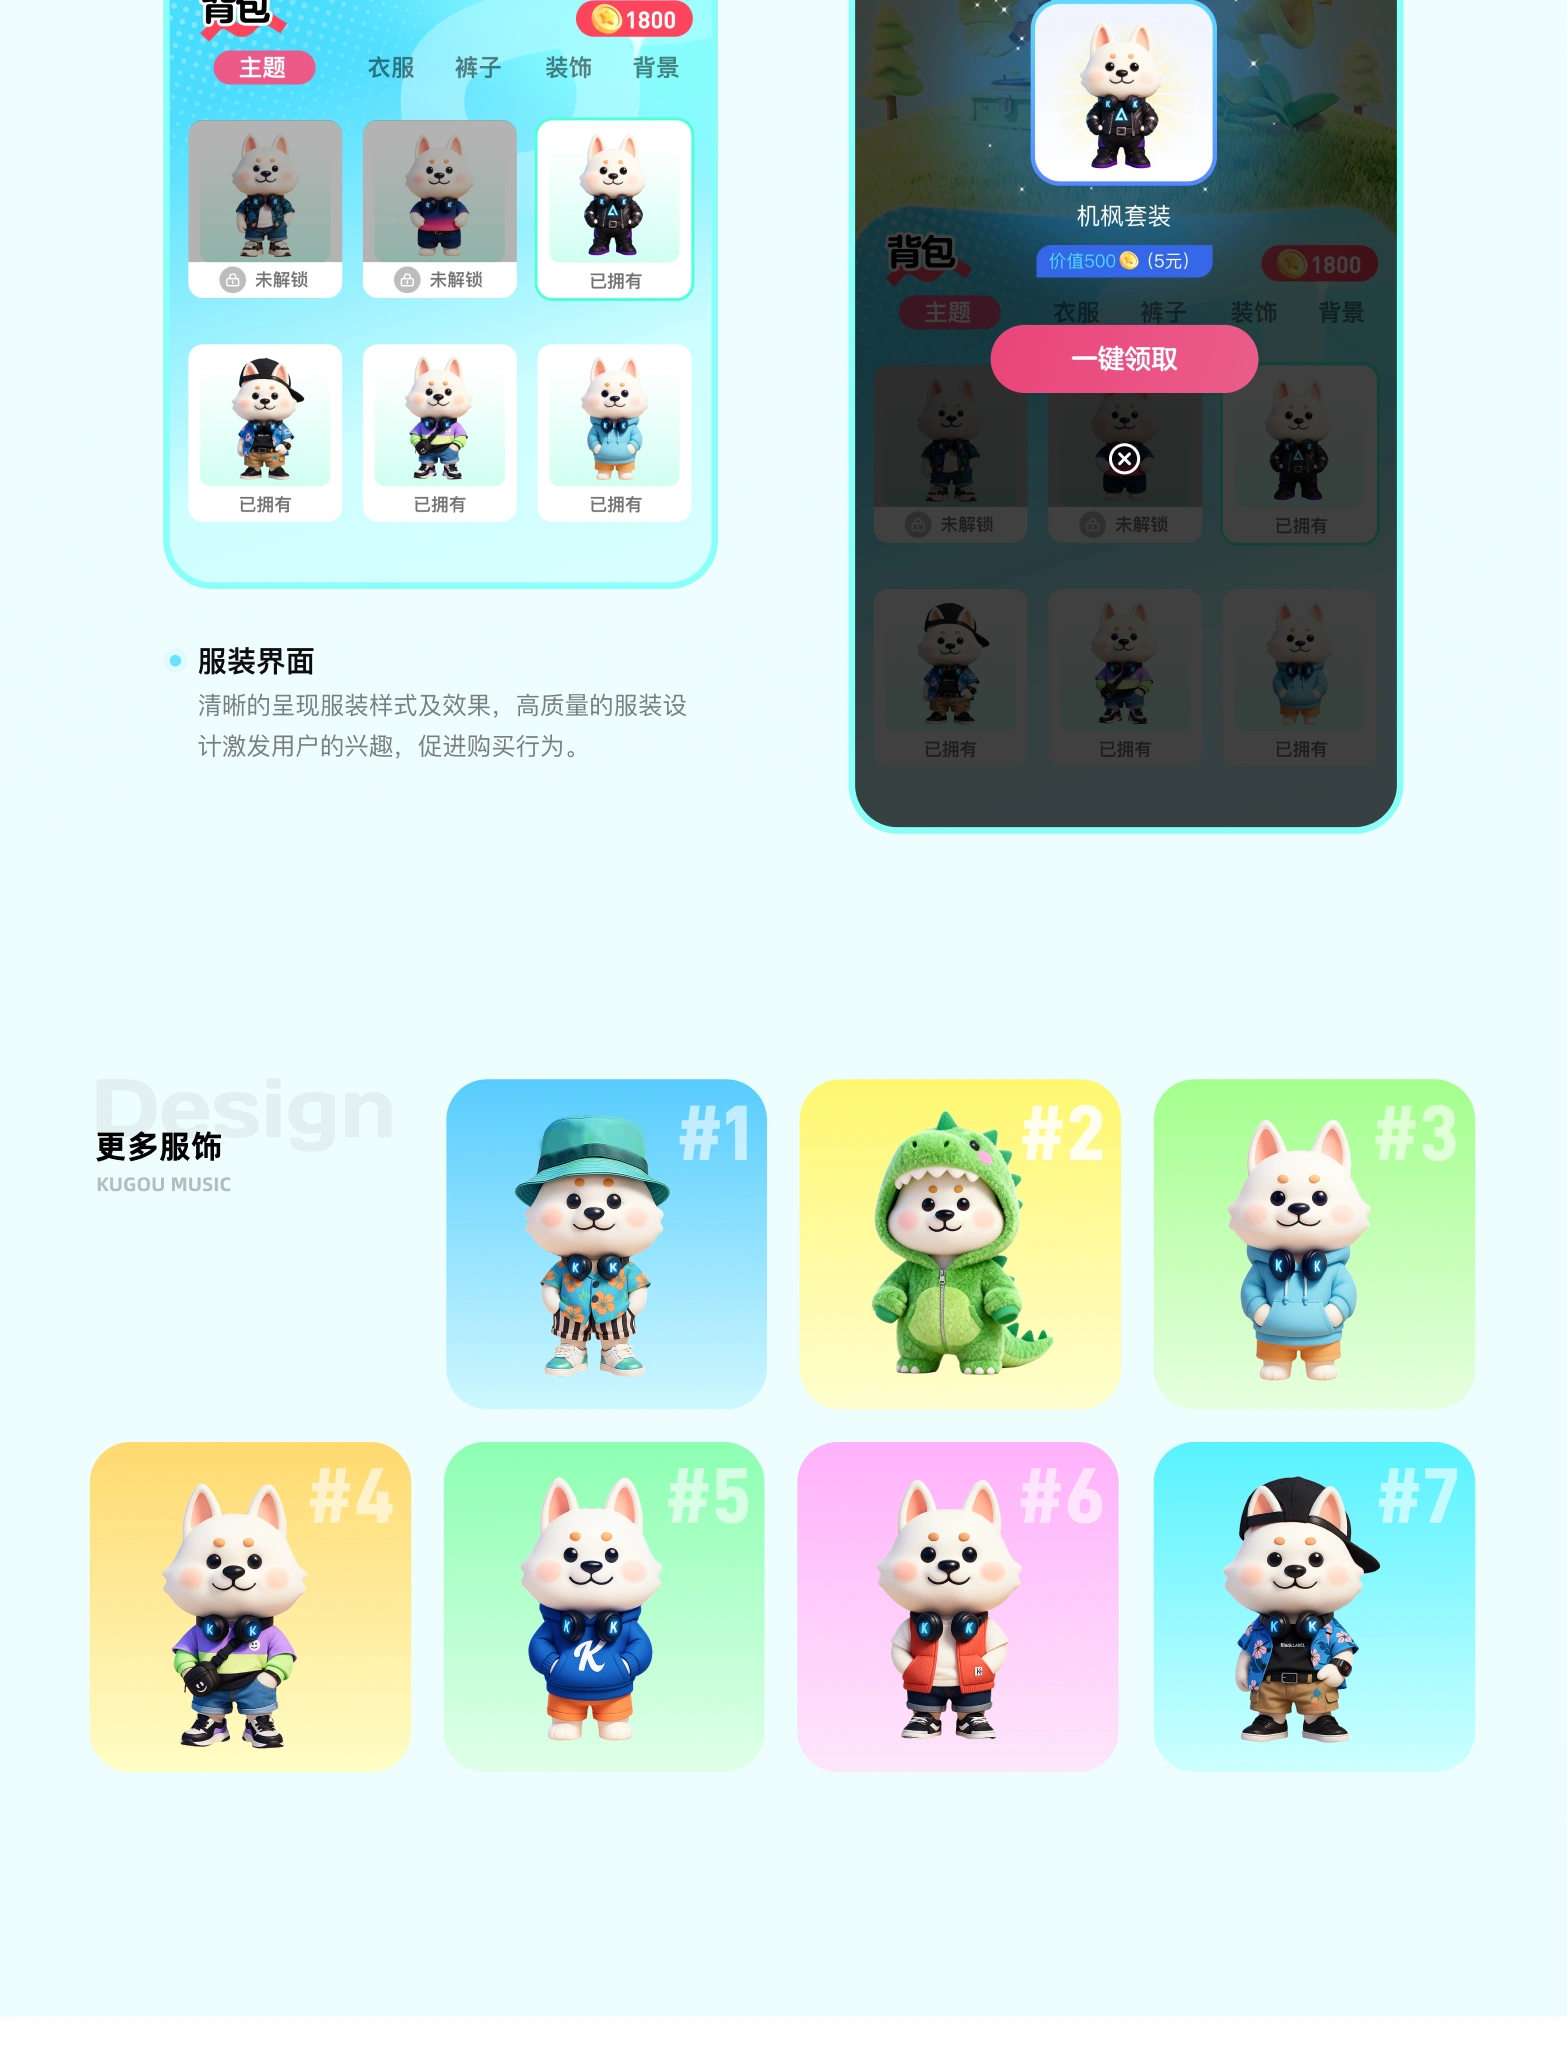 背包
1800
主题 衣服 裤子 装饰 背景
未解锁 未解锁 已拥有
已拥有 已拥有 已拥有
服装界面
清晰的呈现服装样式及效果，高质量的服装设
计激发用户的兴趣，促进购买行为。
机枫套装
价值500 (5元)
背包
1800
主题 衣服 裤子 装饰 背景
一键领取
未解锁 未解锁 已拥有
已拥有 已拥有 已拥有
Design
更多服饰
KUGOU MUSIC
#1
#2
#3
#4
#5
K
#6
#7
Black LABEL